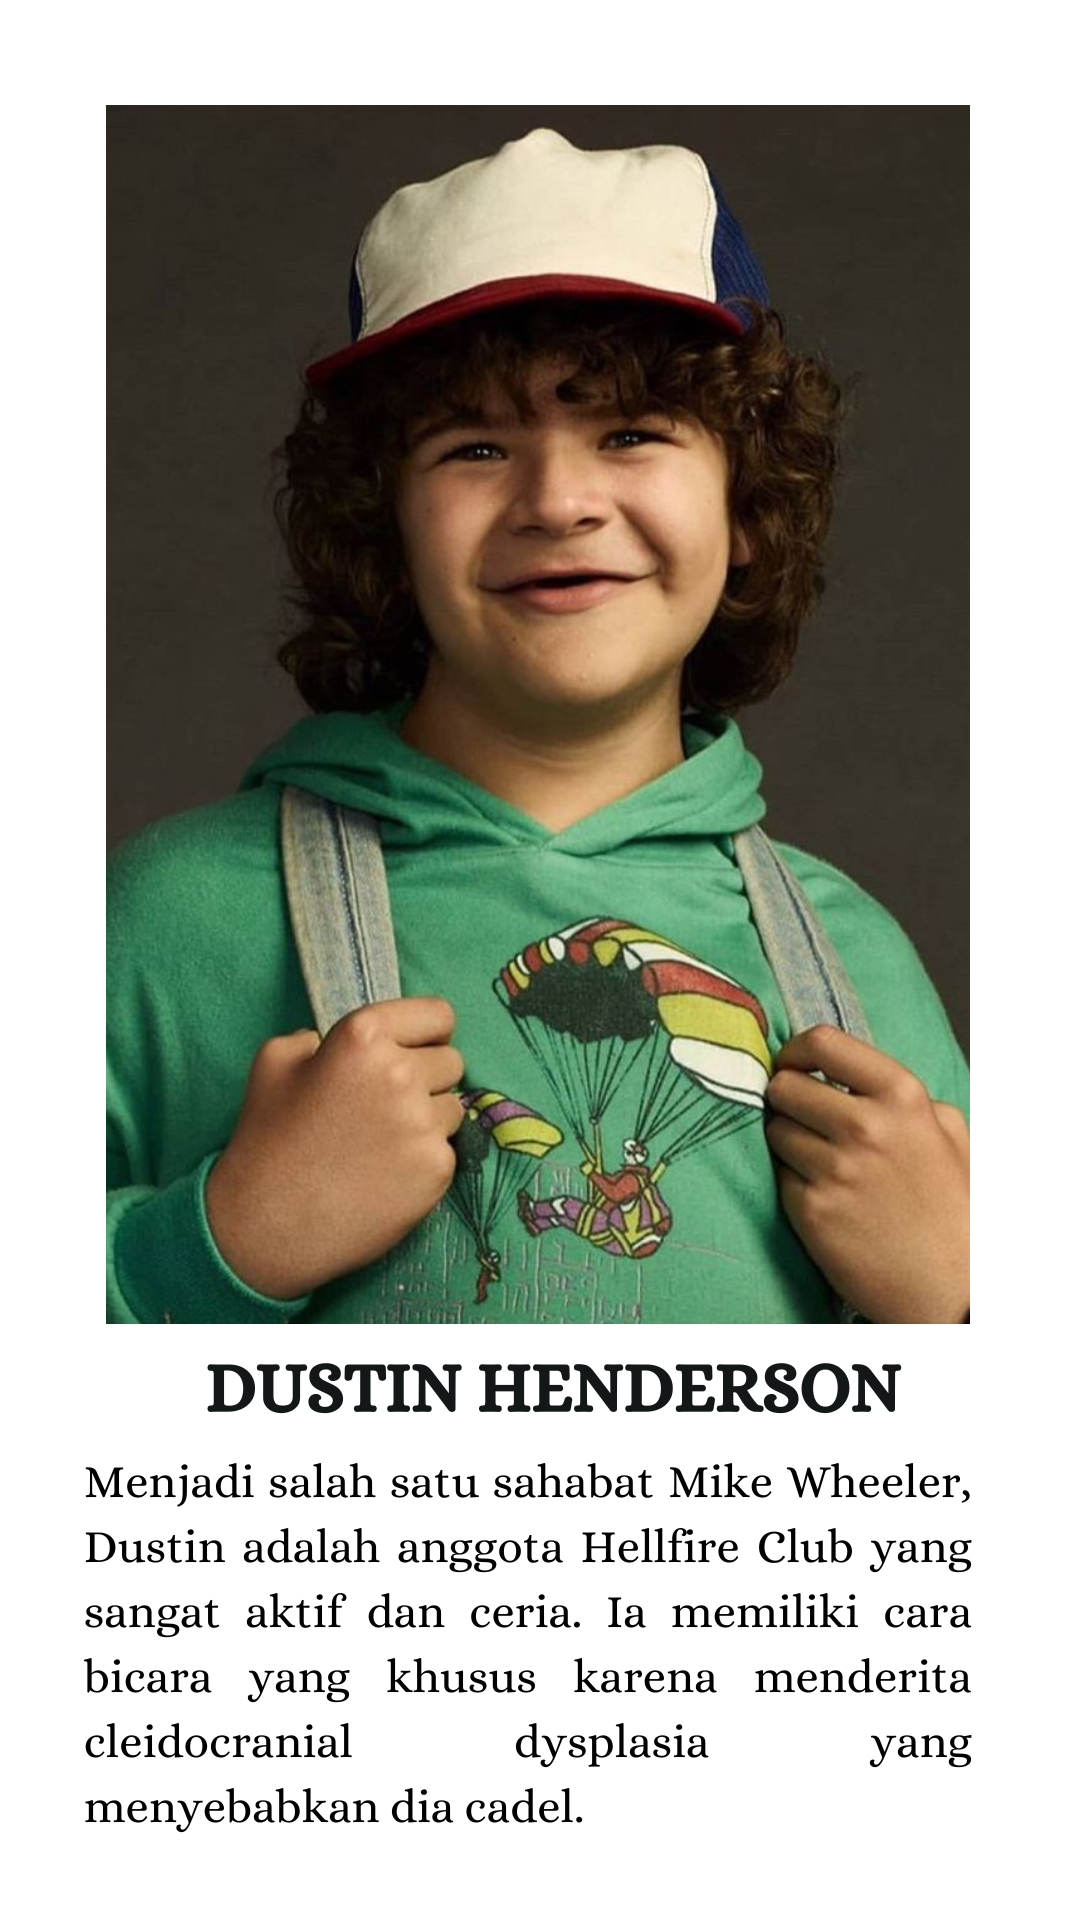 DUSTIN HENDERSON
Menjadi salah satu sahabat Mike Wheeler,
Dustin adalah anggota Hellfire Club yang
sangat aktif dan ceria. Ia memiliki cara
bicara yang khusus karena menderita
cleidocranial dysplasia yang
menyebabkan dia cadel.